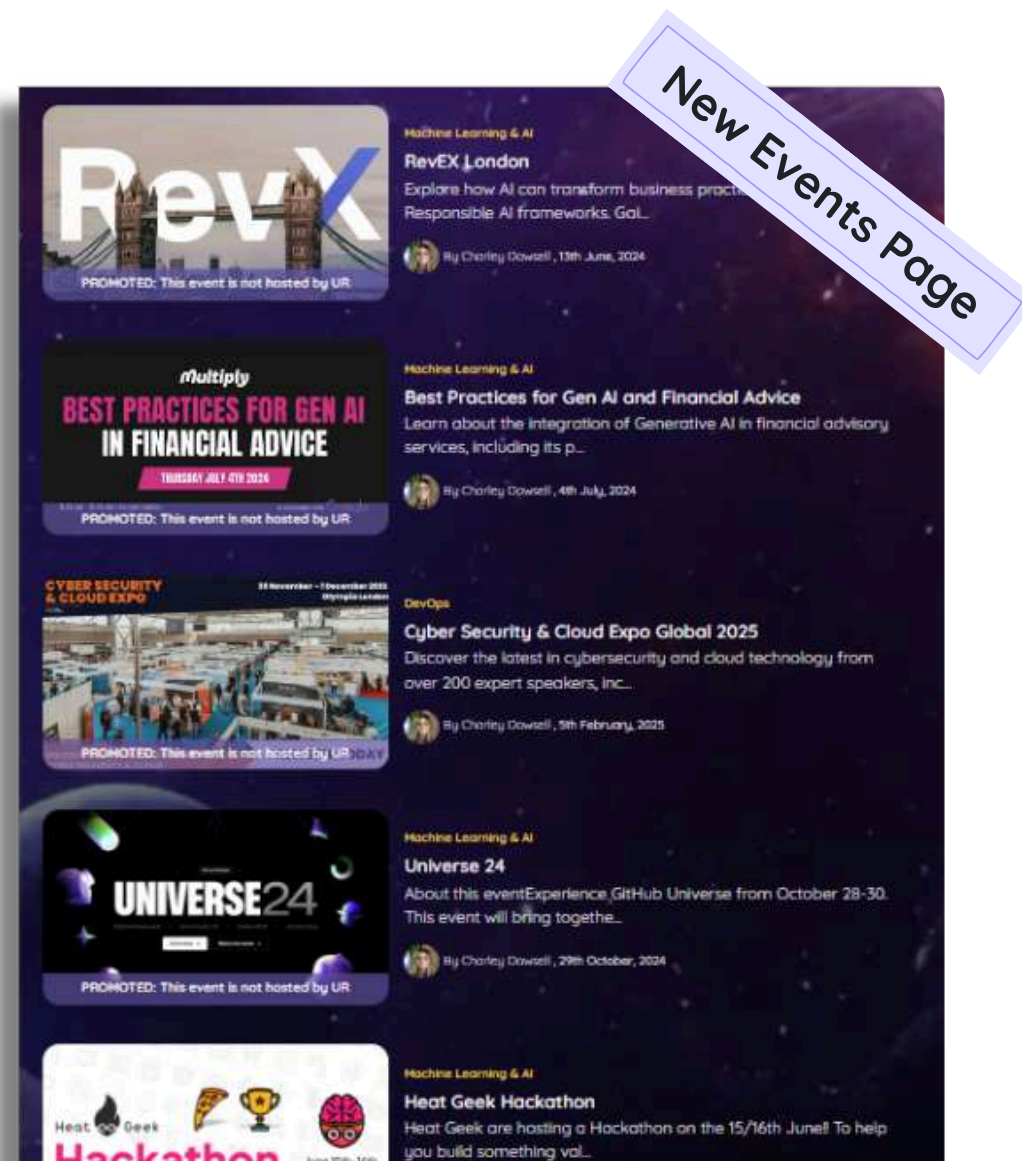 New Events Page
RevX
PROMOTED: This event is not hosted by UR
Machine Learning & AI
RevEX London
Explore how AI can transform business
Responsible AI frameworks. Gai...
By Charley Dowsell , 13th June, 2024
Multiply
BEST PRACTICES FOR GEN AI
IN FINANCIAL ADVICE
THURSDAY JULY 4TH 2024
PROMOTED: This event is not hosted by UR
Machine Learning & AI
Best Practices for Gen AI and Financial Advice
Learn about the integration of Generative AI in financial advisory
services, including its p...
By Charley Dowsell , 4th July, 2024
CYBER SECURITY
& CLOUD EXPO
Olympia London
PROMOTED: This event is not hosted by UR
DevOps
Cyber Security & Cloud Expo Global 2025
Discover the latest in cybersecurity and cloud technology from
over 200 expert speakers, inc...
By Charley Dowsell , 5th February, 2025
UNIVERSE24
PROMOTED: This event is not hosted by UR
Machine Learning & AI
Universe 24
About this eventExperience GitHub Universe from October 28-30.
This event will bring togethe...
By Charley Dowsell , 29th October, 2024
Heat Geek
Hackathon
Machine Learning & AI
Heat Geek Hackathon
Heat Geek are hosting a Hackathon on the 15/16th June!! To help
you build something val...